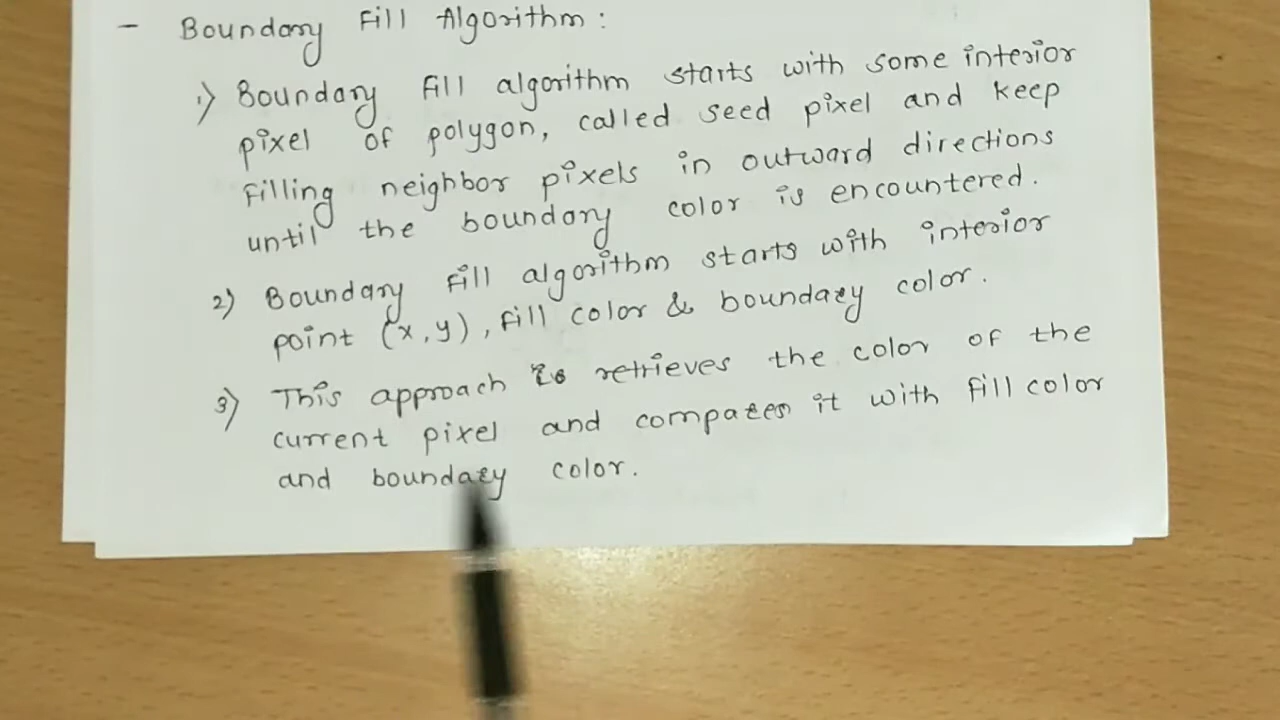 - Boundary Fill Algorithm:
1) Boundary fill algorithm starts with some interior
pixel of polygon, called seed pixel and keep
filling neighbor pixels in outward directions
until the boundary color is encountered.
2) Boundary fill algorithm starts with interior
point (x,y), fill color & boundary color.
3) This approach is retrieves the color of the
current pixel and compares it with fill color
and boundary color.